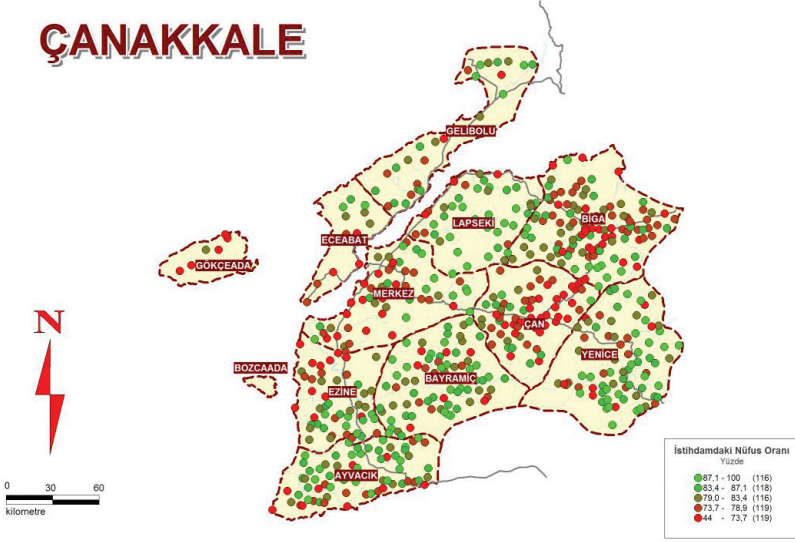 ÇANAKKALE
GELİBOLU
LAPSEKİ
BİGA
ECEABAT
GÖKÇEADA
MERKEZ
ÇAN
YENİCE
BOZCAADA
BAYRAMİÇ
EZİNE
AYVACIK
N
0 30 60
kilometre
İstihdamdaki Nüfus Oranı
Yüzde
87,1 - 100 (116)
83,4 - 87,1 (118)
79,0 - 83,4 (116)
73,7 - 78,9 (119)
44 - 73,7 (119)